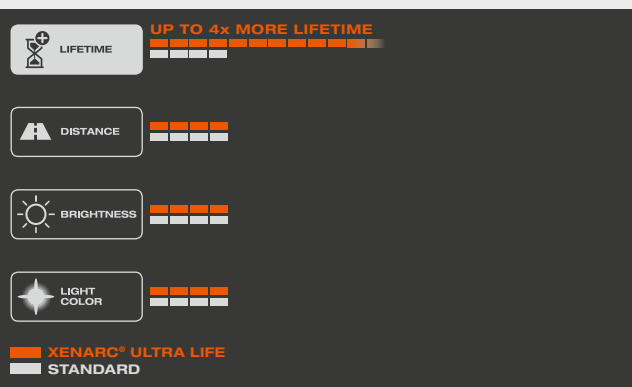 UP TO 4x MORE LIFETIME
LIFETIME
DISTANCE
BRIGHTNESS
LIGHT
COLOR
XENARC® ULTRA LIFE
STANDARD